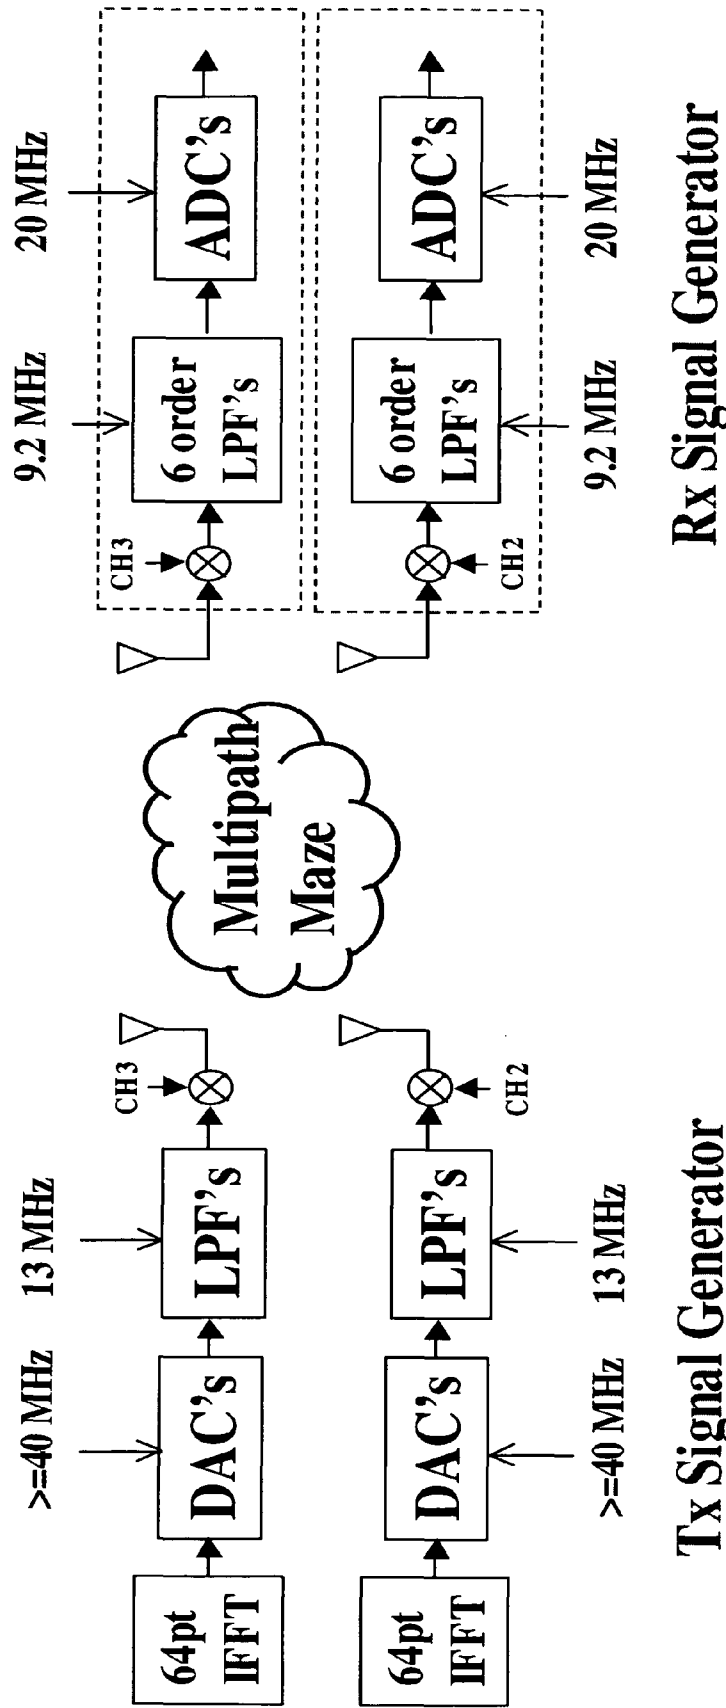 >=40 MHz
13 MHz
9.2 MHz
20 MHz
CH3
CH3
64pt
IFFT
DAC's
LPF's
Multipath
Maze
6 order
LPF's
ADC's
64pt
IFFT
DAC's
LPF's
6 order
LPF's
ADC's
CH2
CH2
>=40 MHz
13 MHz
9.2 MHz
20 MHz
Tx Signal Generator
Rx Signal Generator